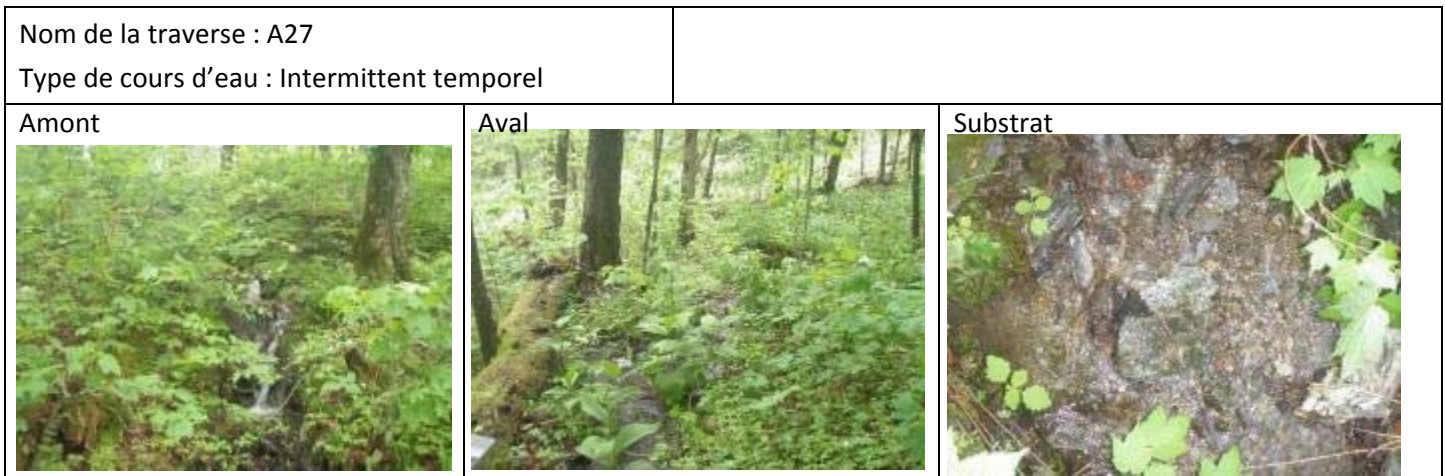 Nom de la traverse : A27
Type de cours d’eau : Intermittent temporel
Amont
Aval
Substrat